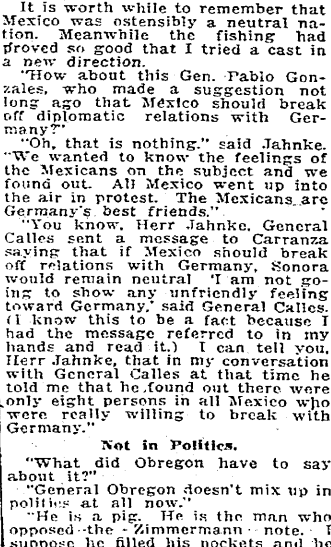 It is worth while to remember that
Mexico was ostensibly a neutral na-
tion. Meanwhile the fishing had
proved so good that I tried a cast in
a new direction.
"How about this Gen. Pablo Gon-
zales, who made a suggestion not
long ago that Mexico should break
off diplomatic relations with Ger-
many?"
"Oh, that is nothing," said Jahnke.
"We wanted to know the feelings of
the Mexicans on the subject and we
found out. All Mexico went up into
the air in protest. The Mexicans are
Germany's best friends."
"You know, Herr Jahnke, General
Calles sent a message to Carranza
saying that if Mexico should break
off relations with Germany, Sonora
would remain neutral 'I am not go-
ing to show any unfriendly feeling
toward Germany,' said General Calles.
(I know this to be a fact because I
had the message referred to in my
hands and read it.) I can tell you,
Herr Jahnke, that in my conversation
with General Calles at that time he
told me that he found out there were
only eight persons in all Mexico who
were really willing to break with
Germany."
Not in Politics.
"What did Obregon have to say
about it?"
"General Obregon doesn't mix up in
politics at all now."
"He is a pig. He is the man who
opposed the Zimmermann note. I
suppose he filled his pockets and he